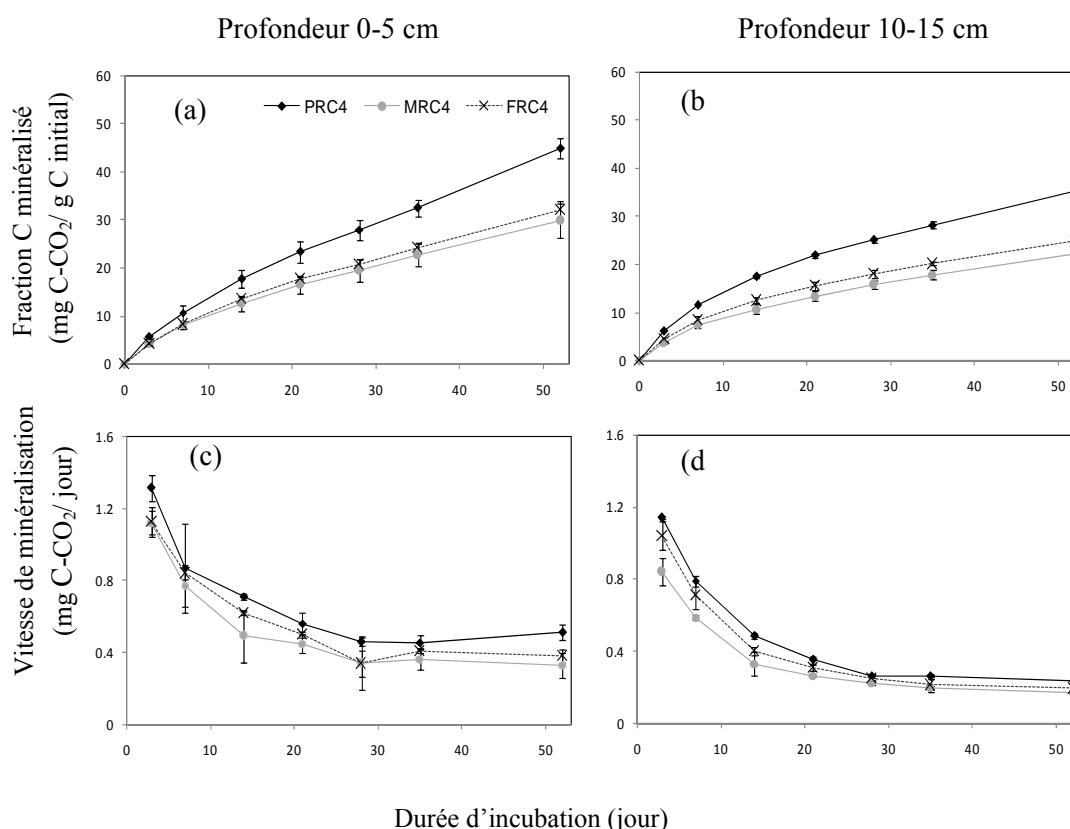 Profondeur 0-5 cm
Profondeur 10-15 cm
Fraction C minéralisé
(mg C-CO2/ g C initial)
60
50
40
30
20
10
0
(a)
PRC4
MRC4
FRC4
0 10 20 30 40 50
60
50
40
30
20
10
0
(b
0 10 20 30 40 50
Vitesse de minéralisation
(mg C-CO2/ jour)
1.6
1.2
0.8
0.4
0
(c)
0 10 20 30 40 50
1.6
1.2
0.8
0.4
0
(d
0 10 20 30 40 50
Durée d'incubation (jour)